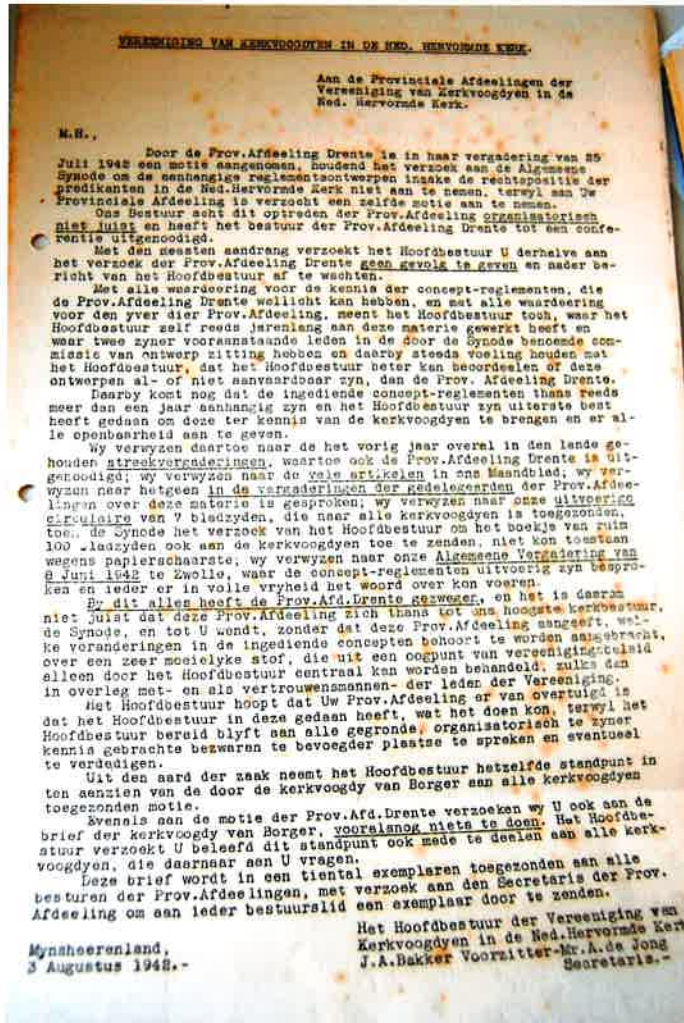 VEREENIGING VAN KERKVOOGDYEN IN DE NED. HERVORMDE KERK.
Aan de Provinciale Afdeelingen der
Vereeniging van Kerkvoogdyen in de
Ned. Hervormde Kerk.
M.H.,
Door de Prov.Afdeeling Drente is in haar vergadering van 25
Juli 1942 een motie aangenomen, houdend het verzoek aan de Algemeene
Synode om de aanhangige reglementsontwerpen inzake de rechtspositie der
predikanten in de Ned.Hervormde Kerk niet aan te nemen, terwyl aan Uw
Provinciale Afdeeling is verzocht een zelfde motie aan te nemen.
Ons Bestuur acht dit optreden der Prov.Afdeeling organisatorisch
niet juist en heeft het bestuur der Prov.Afdeeling Drente tot een confe-
rentie uitgenoodigd.
Met den meesten aandrang verzoekt het Hoofdbestuur U derhalve aan
het verzoek der Prov.Afdeeling Drente geen gevolg te geven en nader be-
richt van het Hoofdbestuur af te wachten.
Met alle waardeering voor de kennis der concept-reglementen, die
de Prov.Afdeeling Drente wellicht kan hebben, en met alle waardeering
voor den yver dier Prov.Afdeeling, meent het Hoofdbestuur toch, waar het
Hoofdbestuur zelf reeds jarenlang aan deze materie gewerkt heeft en
waar twee zyner vooraanstaande leden in de door de Synode benoemde com-
missie van ontwerp zitting hebben en daarby steeds voeling houden met
het Hoofdbestuur, dat het Hoofdbestuur beter kan beoordeelen of deze
ontwerpen al- of niet aanvaardbaar zyn, dan de Prov. Afdeeling Drente.
Daarby komt nog dat de ingediende concept-reglementen thans reeds
meer dan een jaar aanhangig zyn en het Hoofdbestuur zyn uiterste best
heeft gedaan om deze ter kennis van de kerkvoogdyen te brengen en er al-
le openbaarheid aan te geven.
Wy verwyzen daartoe naar de het vorig jaar overal in den lande ge-
houden streekvergaderingen, waartoe ook de Prov.Afdeeling Drente is uit-
genoodigd; wy verwyzen naar de vele artikelen in ons Maandblad; wy ver-
wyzen naar hetgeen in de vergaderingen der gedelegeerden der Prov.Afdee-
lingen over deze materie is gesproken; wy verwyzen naar onze uitvoerige
circulaire van 7 bladzyden, die naar alle kerkvoogdyen is toegezonden,
toen de Synode het verzoek van het Hoofdbestuur om het boekje van ruim
100 bladzyden ook aan de kerkvoogdyen toe te zenden, niet kon toestaan
wegens papierschaarste; wy verwyzen naar onze Algemeene Vergadering van
8 Juni 1942 te Zwolle, waar de concept-reglementen uitvoerig zyn bespro-
ken en ieder er in volle vryheid het woord over kon voeren.
By dit alles heeft de Prov.Afd.Drente gezwegen, en het is daarom
niet juist dat deze Prov.Afdeeling zich thans tot ons hoogste kerkbestuur,
de Synode, en tot U wendt, zonder dat deze Prov.Afdeeling aangeeft, wel-
ke veranderingen in de ingediende concepten behoort te worden aangebracht,
over een zeer moeielyke stof, die uit een oogpunt van vereenigingsbeleid
alleen door het Hoofdbestuur centraal kan worden behandeld, zulks dan
in overleg met- en als vertrouwensmannen- der leden der Vereeniging.
Het Hoofdbestuur hoopt dat Uw Prov.Afdeeling er van overtuigd is
dat het Hoofdbestuur in deze gedaan heeft, wat het doen kon, terwyl het
Hoofdbestuur bereid blyft aan alle gegronde, organisatorisch te zyner
kennis gebrachte bezwaren te bevoegder plaatse te spreken en eventueel
te verdedigen.
Uit den aard der zaak neemt het Hoofdbestuur hetzelfde standpunt in
ten aanzien van de door de kerkvoogdy van Borger aan alle kerkvoogdyen
toegezonden motie.
Evenals aan de motie der Prov.Afd.Drente verzoeken wy U ook aan de
brief der kerkvoogdy van Borger, vooralsnog niets te doen. Het Hoofdbe-
stuur verzoekt U beleefd dit standpunt ook mede te deelen aan alle kerk-
voogdyen, die daarnaar aan U vragen.
Deze brief wordt in een tiental exemplaren toegezonden aan alle
besturen der Prov.Afdeelingen, met verzoek aan den Secretaris der Prov.
Afdeeling om aan ieder bestuurslid een exemplaar door te zenden.
Het Hoofdbestuur der Vereeniging van
Kerkvoogdyen in de Ned.Hervormde Kerk
J.A.Bakker Voorzitter-Mr.A.de Jong
Secretaris.-
Mynsheerenland,
3 Augustus 1942.-